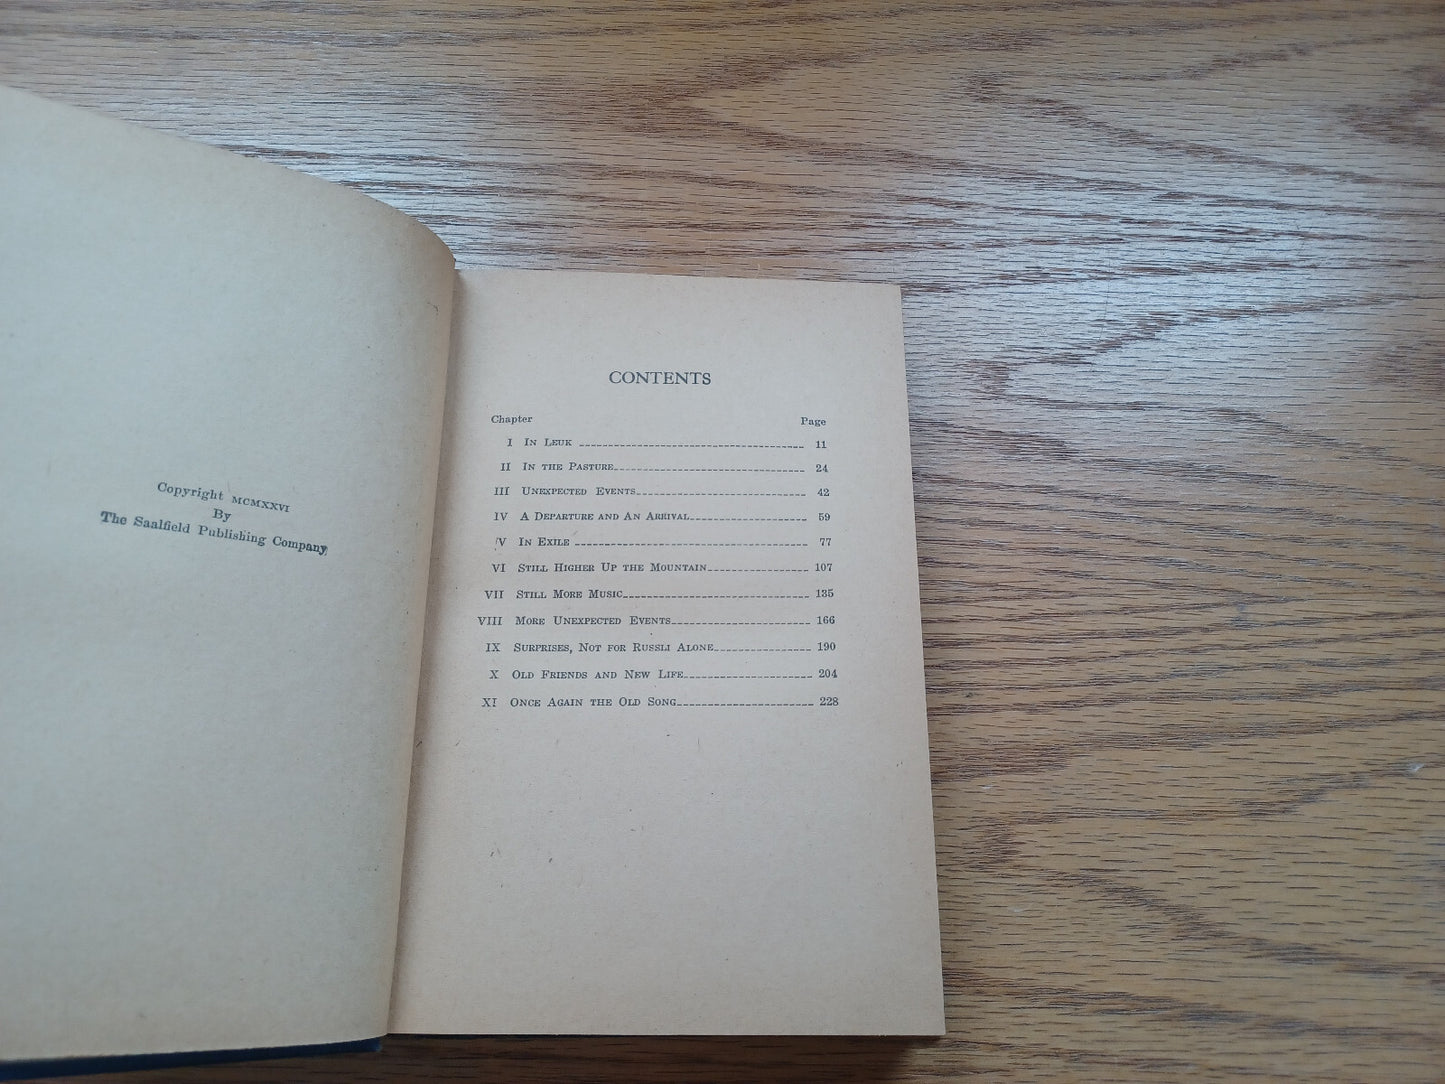 Copyright MCMXXVI
By
The Saalfield Publishing Company
CONTENTS
Chapter Page
I In Leuk 11
II In the Pasture 24
III Unexpected Events 42
IV A Departure and An Arrival 59
V In Exile 77
VI Still Higher Up the Mountain 107
VII Still More Music 135
VIII More Unexpected Events 166
IX Surprises, Not for Russli Alone 190
X Old Friends and New Life 204
XI Once Again the Old Song 228